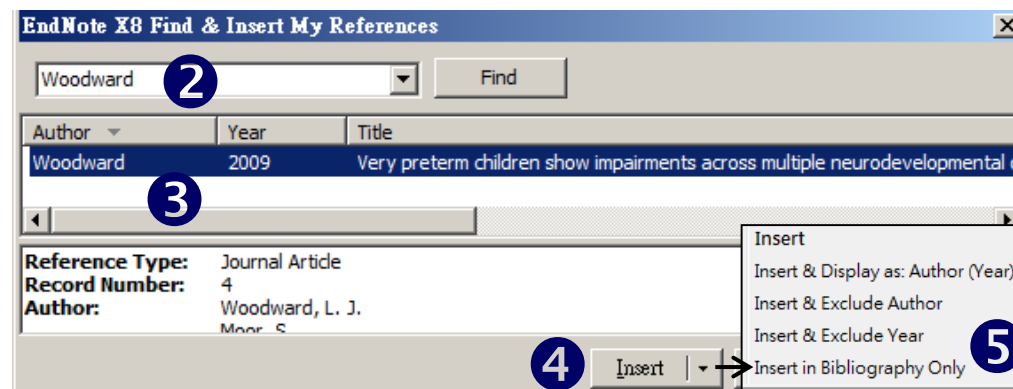 EndNote X8 Find & Insert My References
Woodward
2
Find
Author Year Title
Woodward 2009 Very preterm children show impairments across multiple neurodevelopmental
3
Reference Type: Journal Article
Record Number: 4
Author: Woodward, L. J.
Moor, S.
Insert
Insert & Display as: Author (Year)
Insert & Exclude Author
Insert & Exclude Year
Insert in Bibliography Only
5
4
Insert